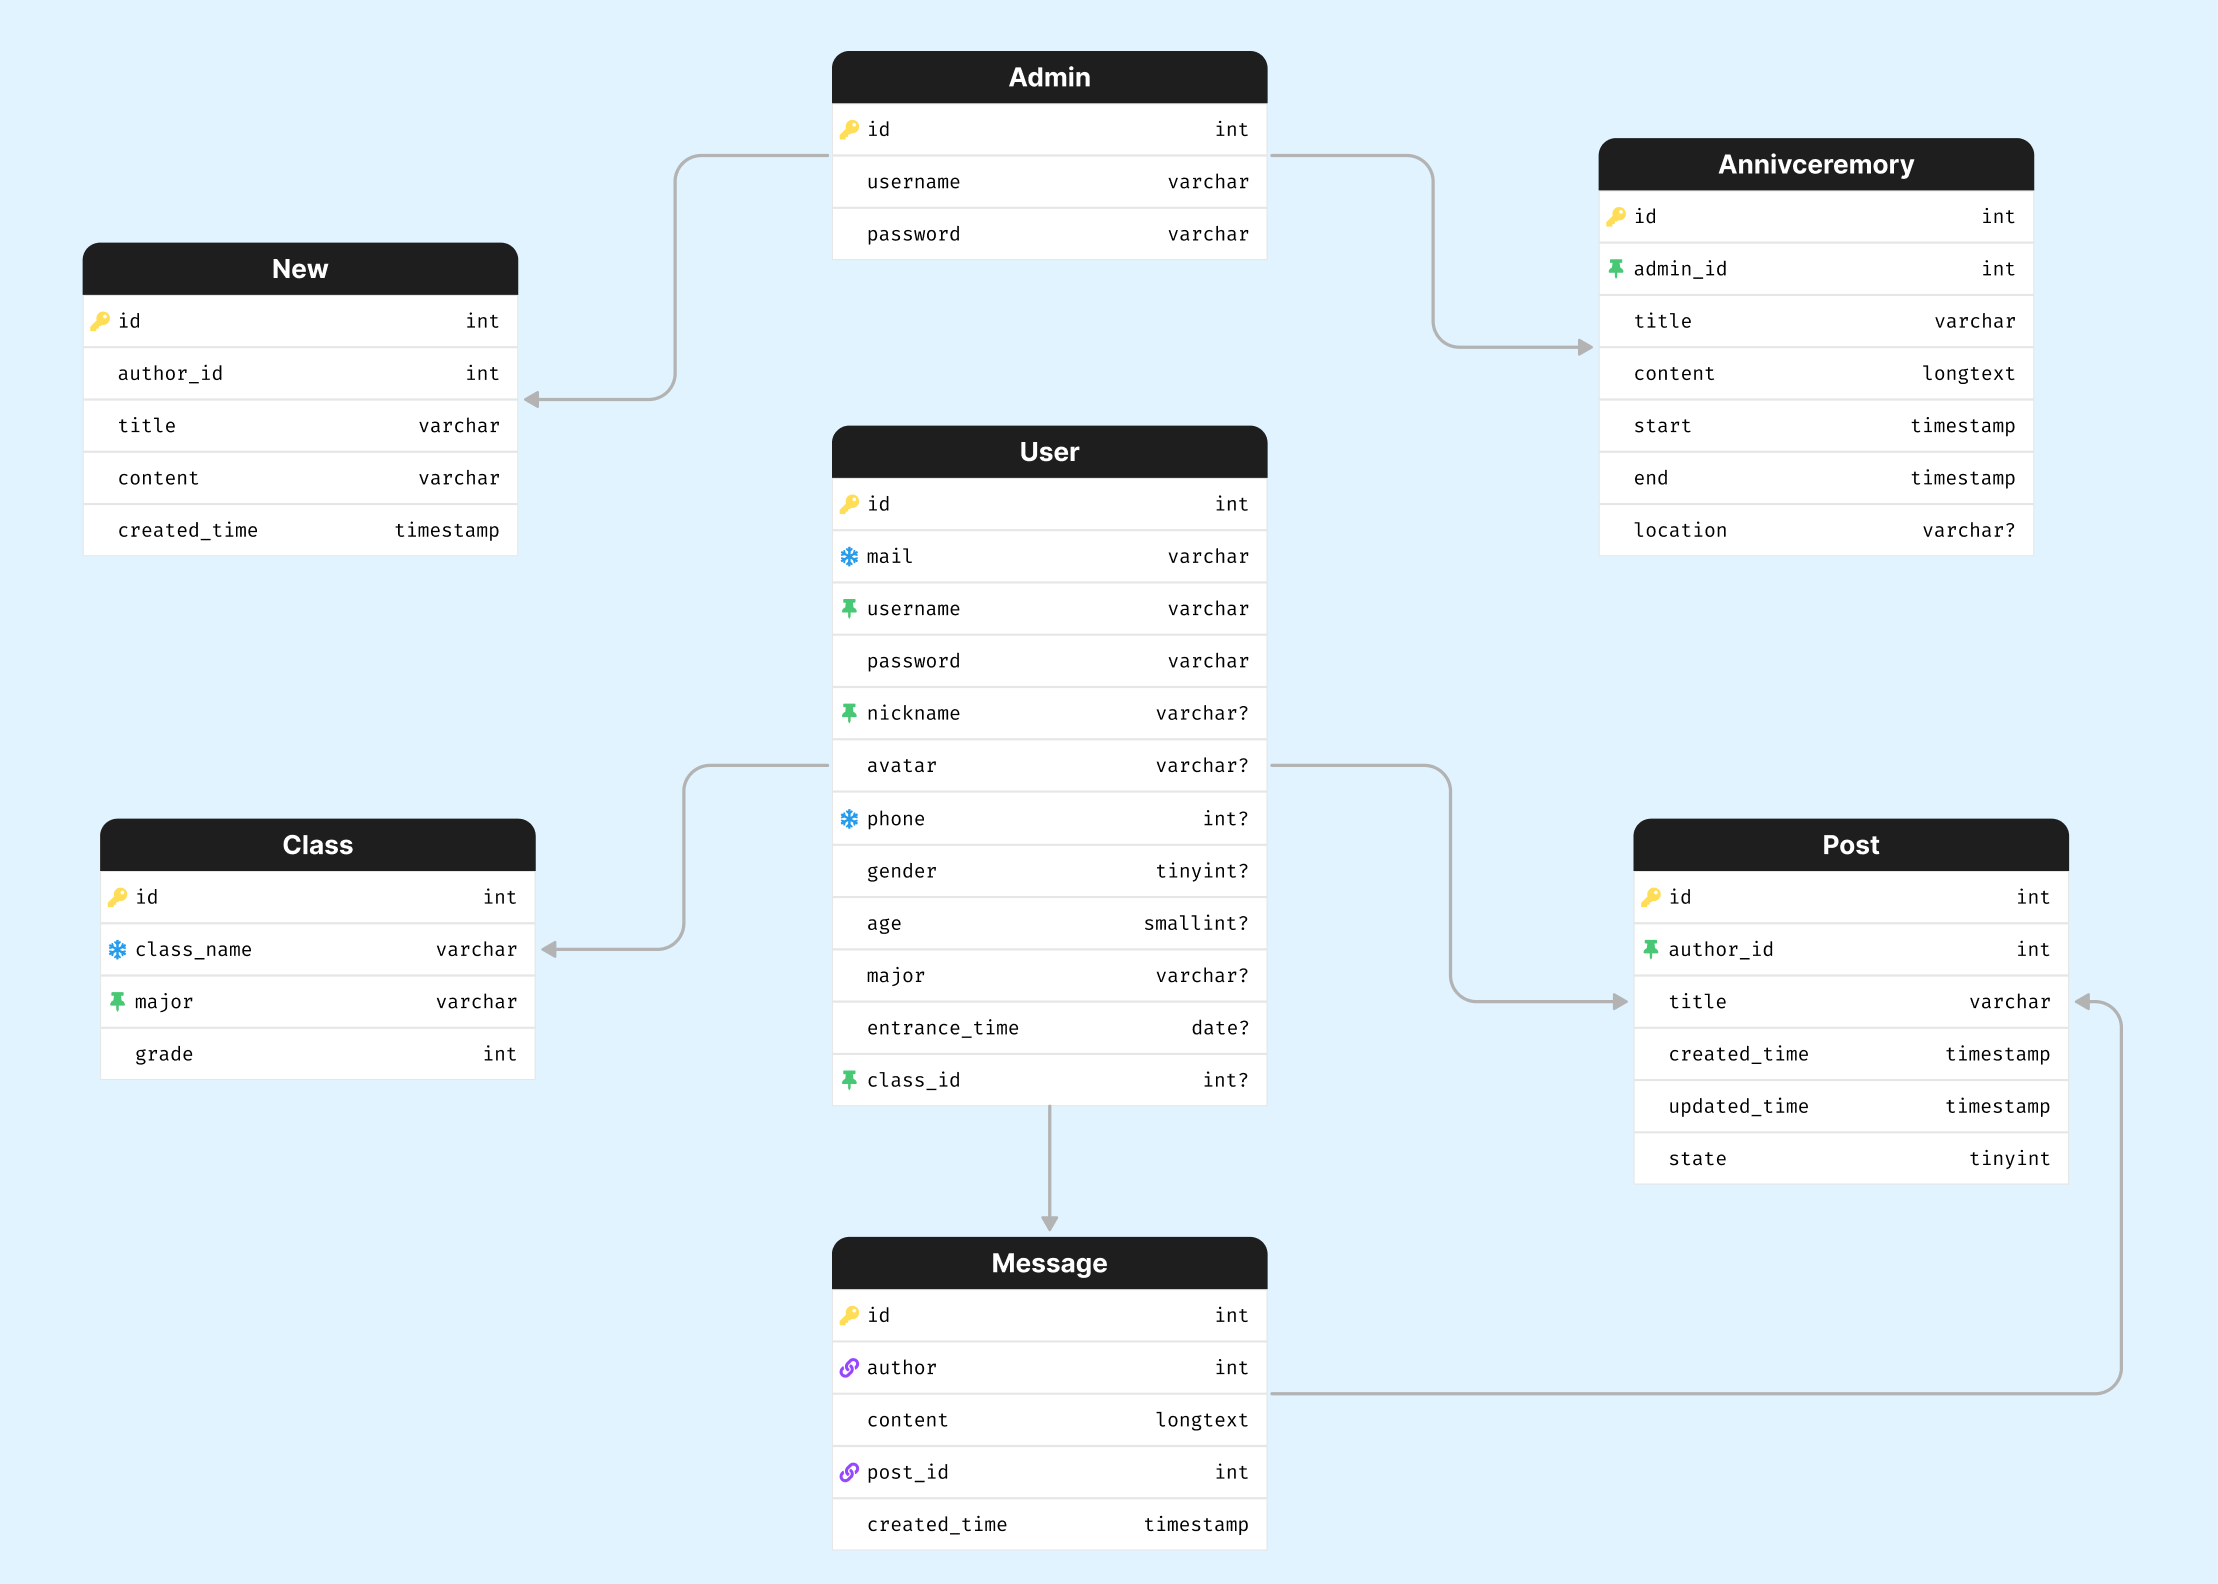 Admin
id int
username varchar
password varchar
Annivceremory
id int
admin_id int
title varchar
content longtext
start timestamp
end timestamp
location varchar?
New
id int
author_id int
title varchar
content varchar
created_time timestamp
User
id int
mail varchar
username varchar
password varchar
nickname varchar?
avatar varchar?
phone int?
gender tinyint?
age smallint?
major varchar?
entrance_time date?
class_id int?
Class
id int
class_name varchar
major varchar
grade int
Post
id int
author_id int
title varchar
created_time timestamp
updated_time timestamp
state tinyint
Message
id int
author int
content longtext
post_id int
created_time timestamp